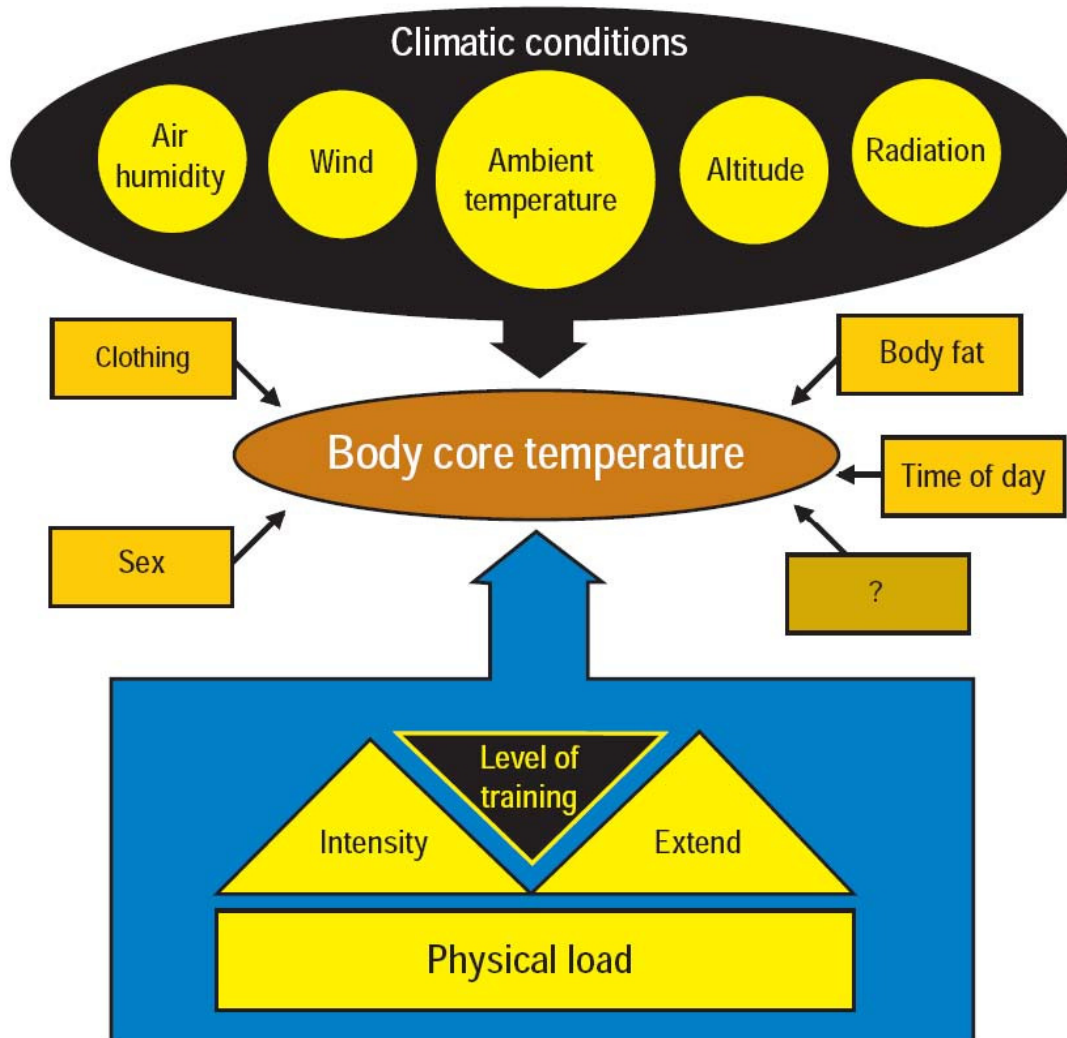 Climatic conditions
Air
humidity
Wind
Ambient
temperature
Altitude
Radiation
Clothing
Body fat
Body core temperature
Time of day
Sex
?
Level of
training
Intensity
Extend
Physical load